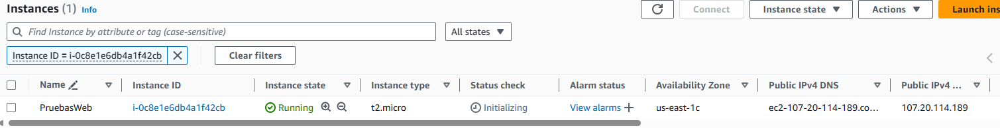 Instances (1) Info Connect Instance state Actions Launch ins
Find Instance by attribute or tag (case-sensitive) All states
Instance ID = i-0c8e1e6db4a1f42cb Clear filters
Name Instance ID Instance state Instance type Status check Alarm status Availability Zone Public IPv4 DNS Public IPv4 ...
PruebasWeb i-0c8e1e6db4a1f42cb Running t2.micro Initializing View alarms + us-east-1c ec2-107-20-114-189.co... 107.20.114.189